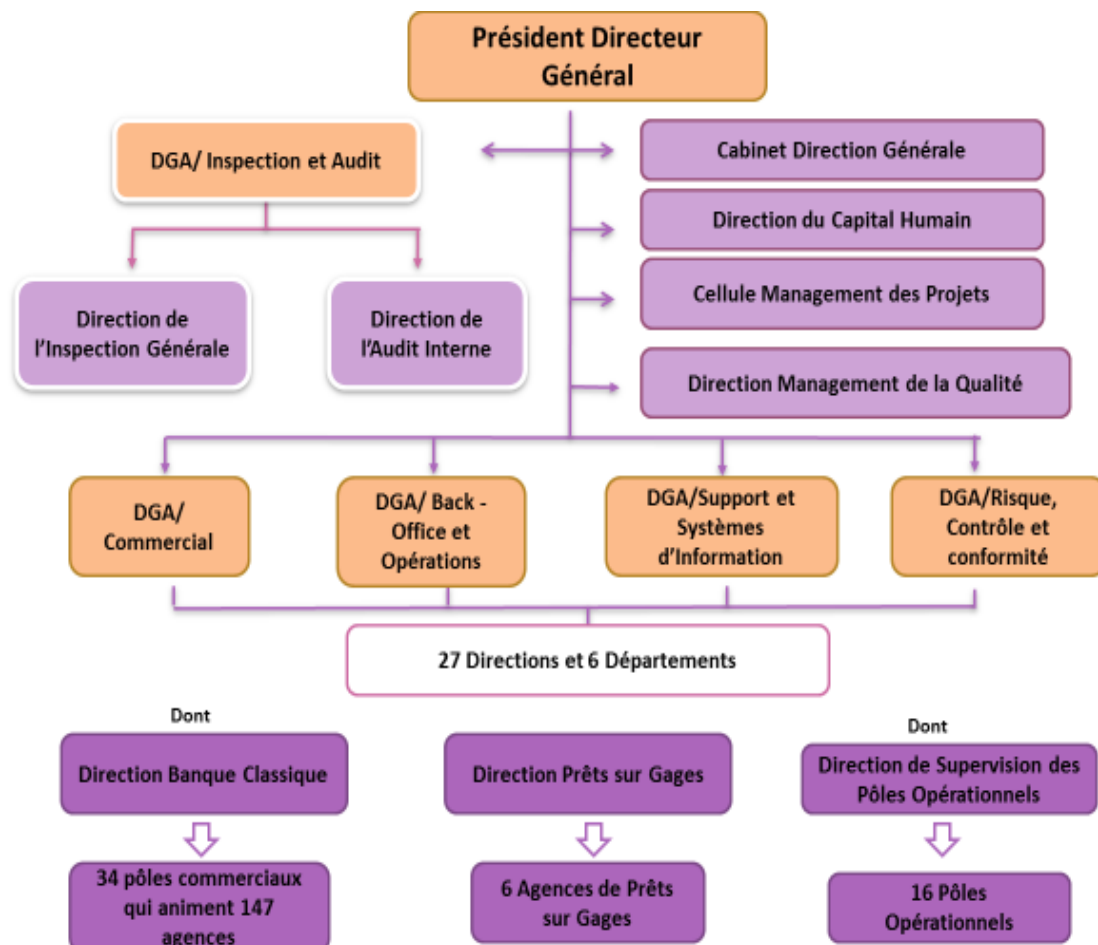 Président Directeur
Général
DGA/ Inspection et Audit
Cabinet Direction Générale
Direction du Capital Humain
Direction de
l'Inspection Générale
Direction de
l'Audit Interne
Cellule Management des Projets
Direction Management de la Qualité
DGA/
Commercial
DGA/ Back -
Office et
Opérations
DGA/Support et
Systèmes
d'Information
DGA/Risque,
Contrôle et
conformité
27 Directions et 6 Départements
Dont
Dont
Direction Banque Classique
Direction Prêts sur Gages
Direction de Supervision des
Pôles Opérationnels
34 pôles commerciaux
qui animent 147
agences
6 Agences de Prêts
sur Gages
16 Pôles
Opérationnels